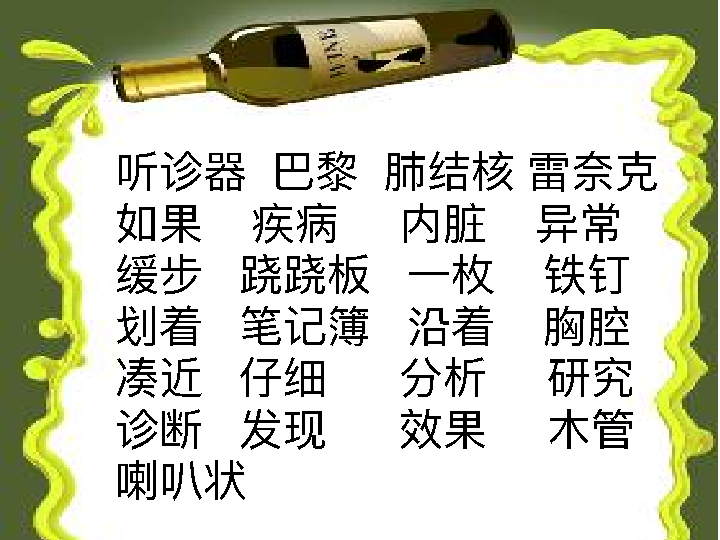 WINE
听诊器 巴黎 肺结核 雷奈克
如果 疾病 内脏 异常
缓步 跷跷板 一枚 铁钉
划着 笔记簿 沿着 胸腔
凑近 仔细 分析 研究
诊断 发现 效果 木管
喇叭状